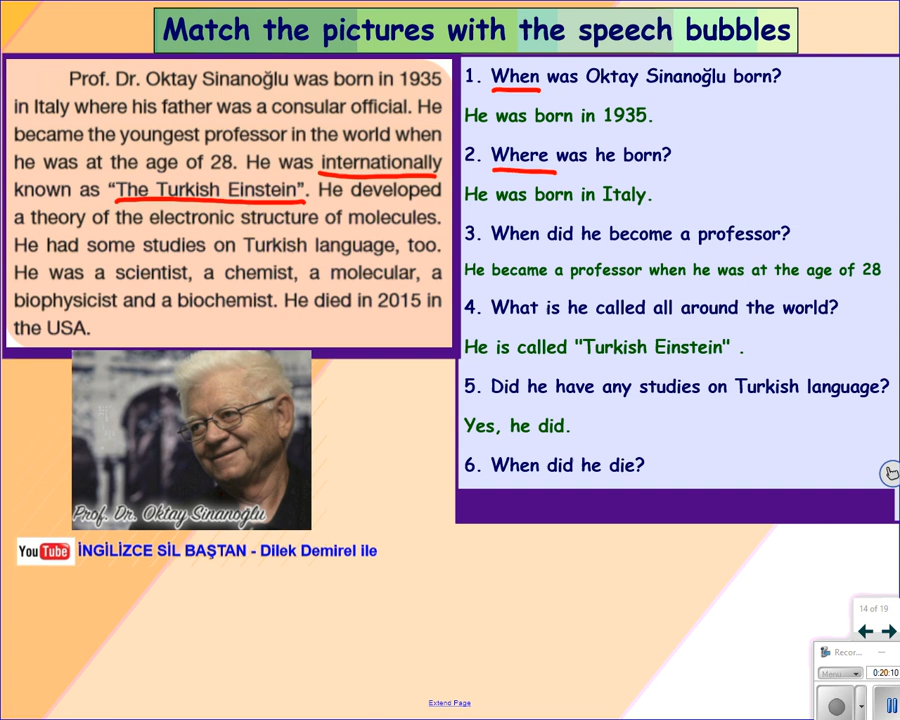 Match the pictures with the speech bubbles
Prof. Dr. Oktay Sinanoğlu was born in 1935
in Italy where his father was a consular official. He
became the youngest professor in the world when
he was at the age of 28. He was internationally
known as “The Turkish Einstein”. He developed
a theory of the electronic structure of molecules.
He had some studies on Turkish language, too.
He was a scientist, a chemist, a molecular, a
biophysicist and a biochemist. He died in 2015 in
the USA.
Prof. Dr. Oktay Sinanoğlu
You Tube İNGİLİZCE SİL BAŞTAN - Dilek Demirel ile
1. When was Oktay Sinanoğlu born?
He was born in 1935.
2. Where was he born?
He was born in Italy.
3. When did he become a professor?
He became a professor when he was at the age of 28
4. What is he called all around the world?
He is called "Turkish Einstein" .
5. Did he have any studies on Turkish language?
Yes, he did.
6. When did he die?
14 of 19
Recor...
Menu
0:20:10
Extend Page